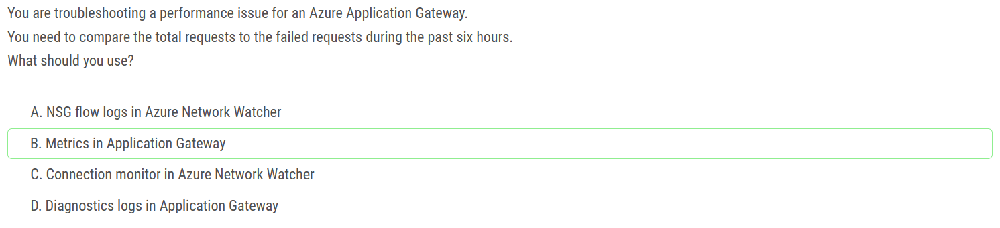 You are troubleshooting a performance issue for an Azure Application Gateway.
You need to compare the total requests to the failed requests during the past six hours.
What should you use?
A. NSG flow logs in Azure Network Watcher
B. Metrics in Application Gateway
C. Connection monitor in Azure Network Watcher
D. Diagnostics logs in Application Gateway